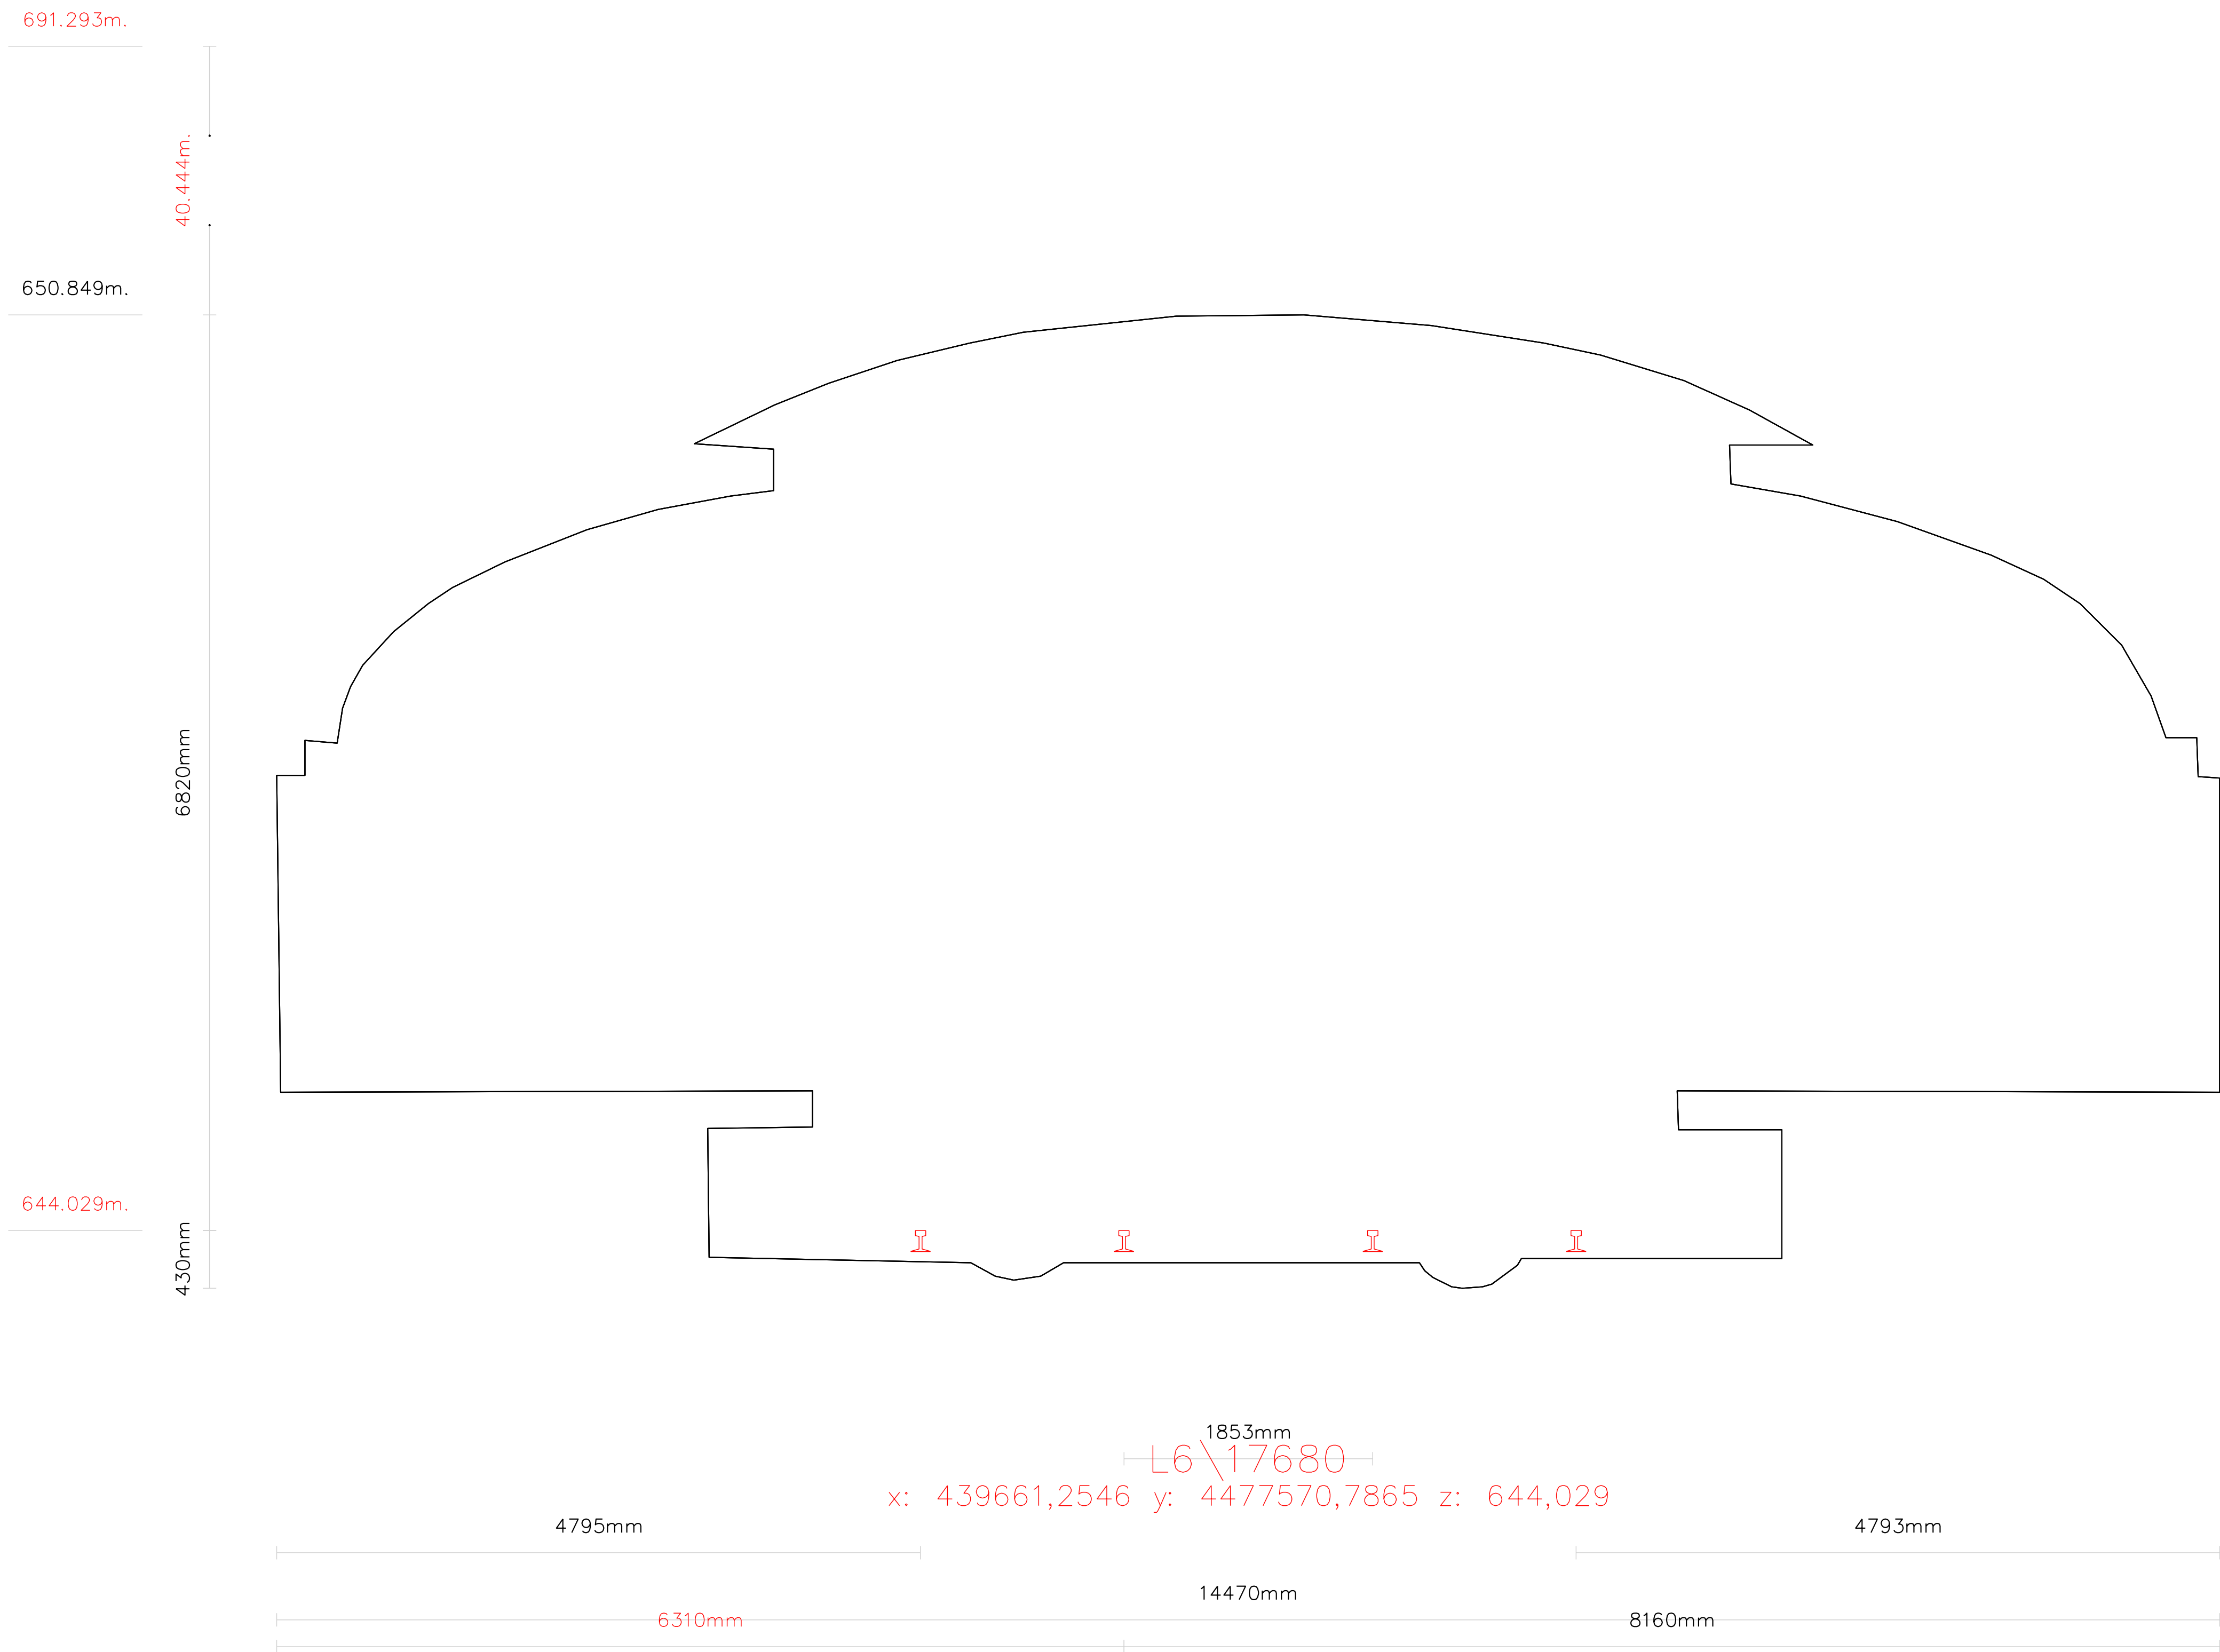 691.293m.
40.444m.
650.849m.
6820mm
644.029m.
430mm
1853mm
L6\17680
x: 439661,2546 y: 4477570,7865 z: 644,029
4795mm
4793mm
14470mm
6310mm
8160mm